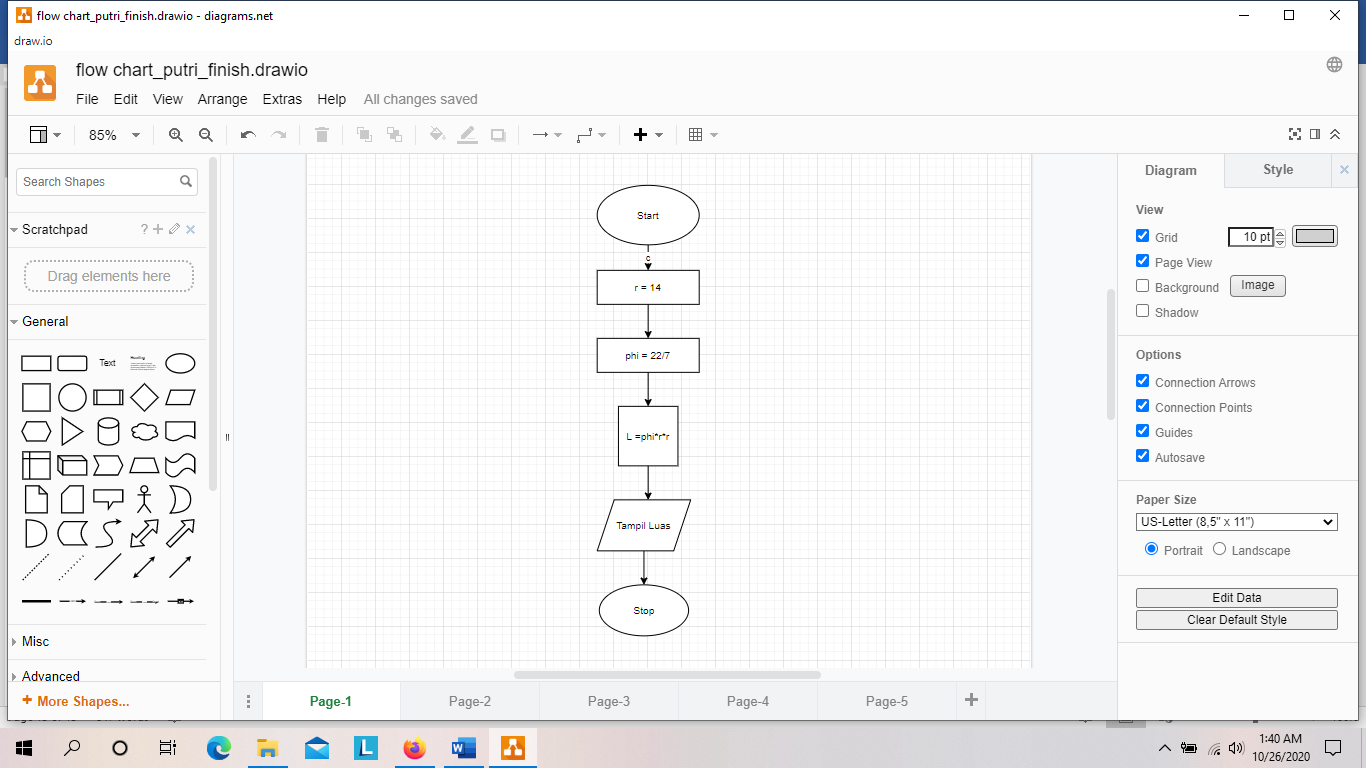 flow chart_putri_finish.drawio - diagrams.net
draw.io
flow chart_putri_finish.drawio
File Edit View Arrange Extras Help All changes saved
85%
Search Shapes
Scratchpad
?
Drag elements here
General
Text
Heading
Misc
Advanced
+ More Shapes...
Start
c
r = 14
phi = 22/7
L =phi*r*r
Tampil Luas
Stop
Page-1 Page-2 Page-3 Page-4 Page-5
Diagram Style
View
Grid 10 pt
Page View
Background Image
Shadow
Options
Connection Arrows
Connection Points
Guides
Autosave
Paper Size
US-Letter (8,5" x 11")
Portrait Landscape
Edit Data
Clear Default Style
L
W
1:40 AM
10/26/2020